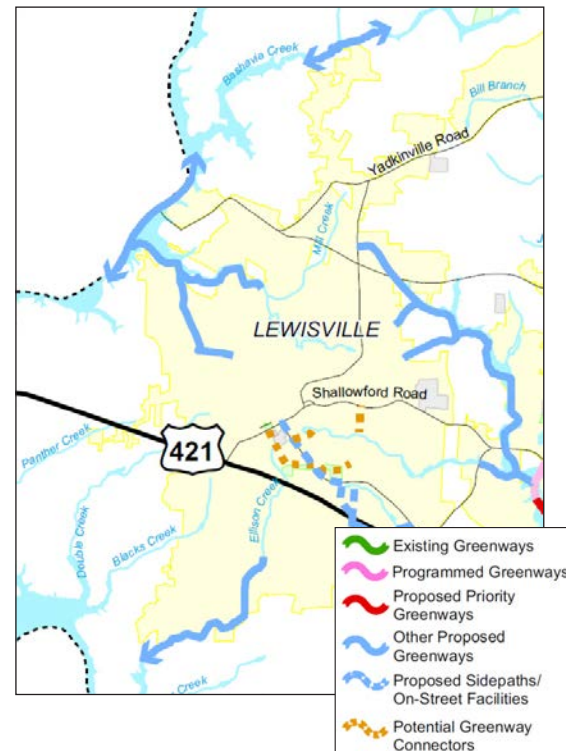 Bashavia Creek
Bill Branch
Yadkinville Road
Mill Creek
LEWISVILLE
Shallowford Road
421
Panther Creek
Ellison Creek
Double Creek
Blacks Creek
Creek
Existing Greenways
Programmed Greenways
Proposed Priority
Greenways
Other Proposed
Greenways
Proposed Sidepaths/
On-Street Facilities
Potential Greenway
Connectors